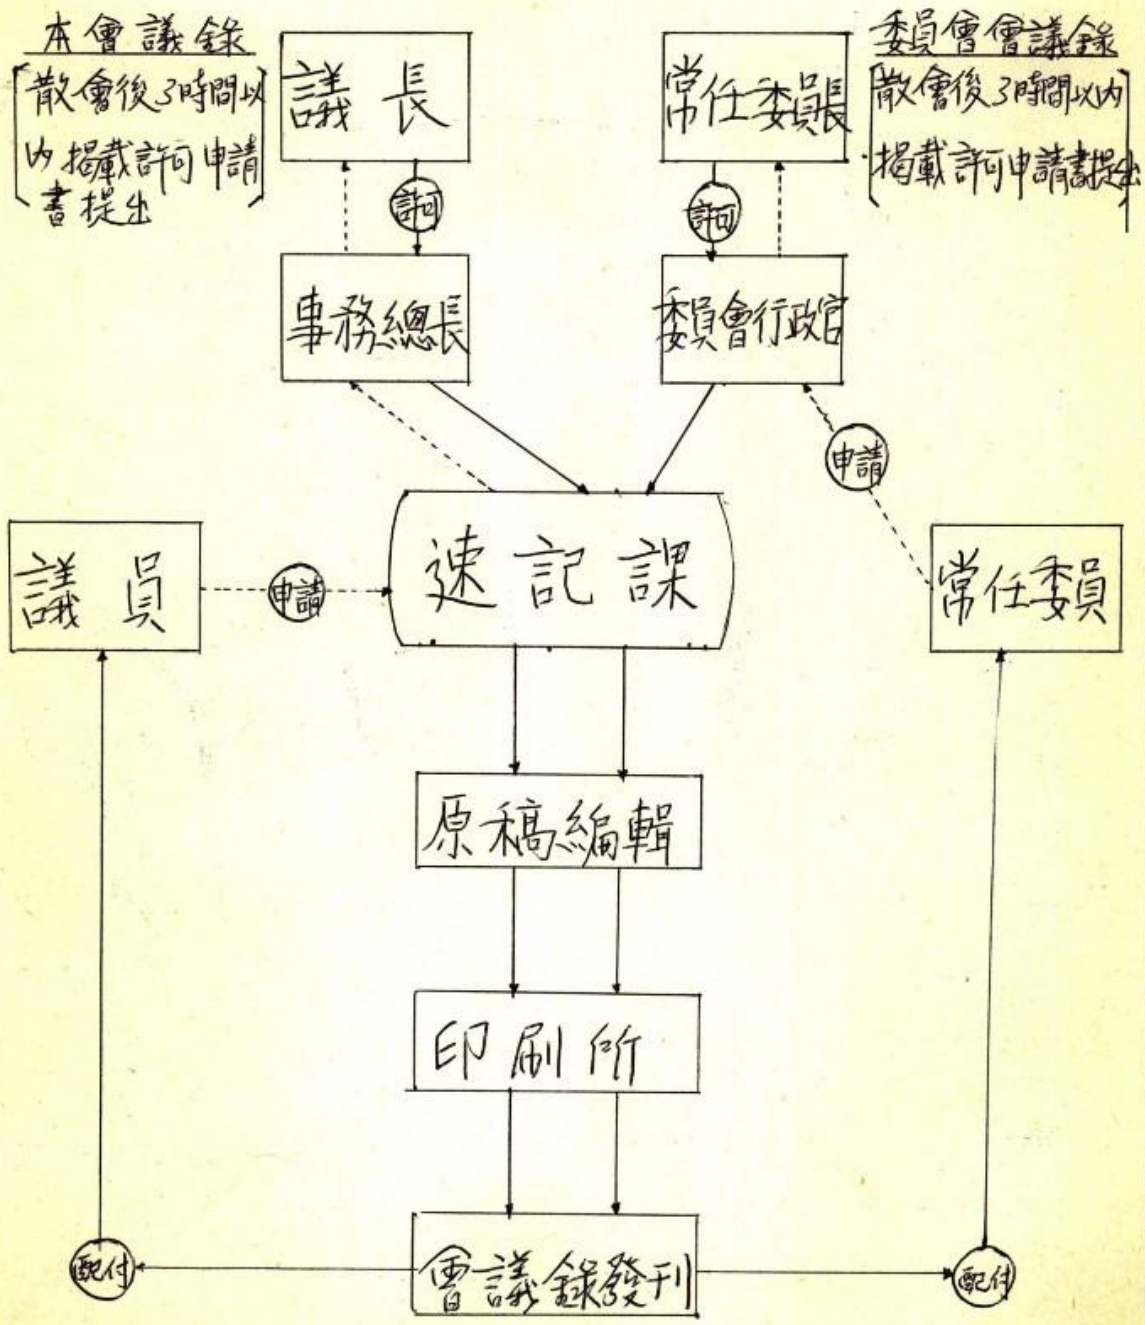 本會議錄
散會後3時間以
內揭載許可申請
書提出
議長
常任委員長
委員會會議錄
散會後3時間以內
揭載許可申請書提出
許可
許可
事務總長
委員會行政官
申請
議員
申請
速記課
常任委員
原稿編輯
印刷所
配付
會議錄發刊
配付